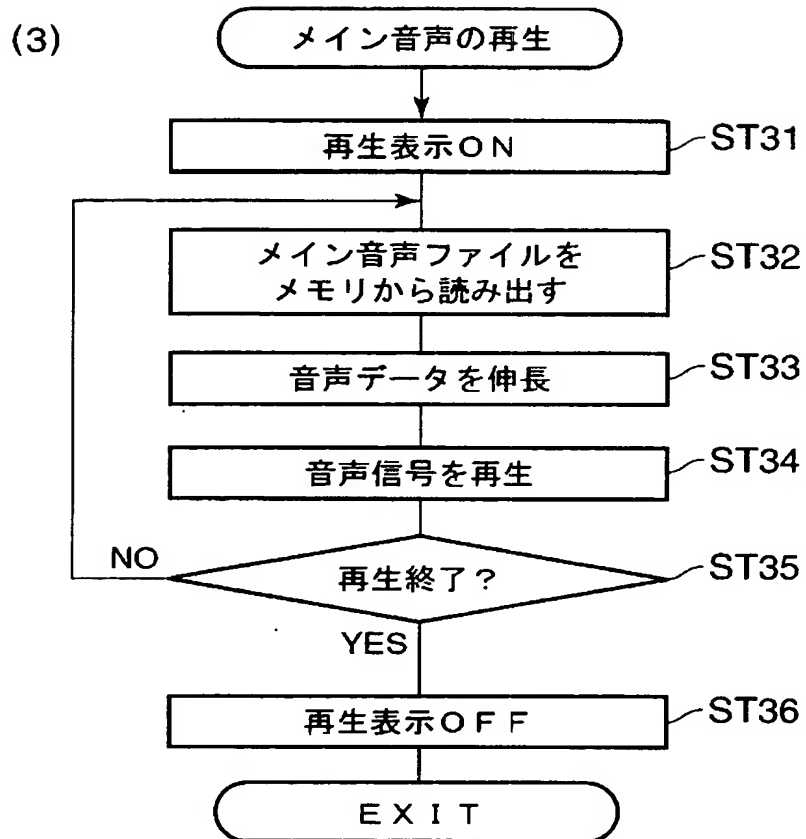 (3)
メイン音声の再生
再生表示ON
ST31
メイン音声ファイルを
メモリから読み出す
ST32
音声データを伸長
ST33
音声信号を再生
ST34
NO
再生終了?
ST35
YES
再生表示OFF
ST36
EXIT